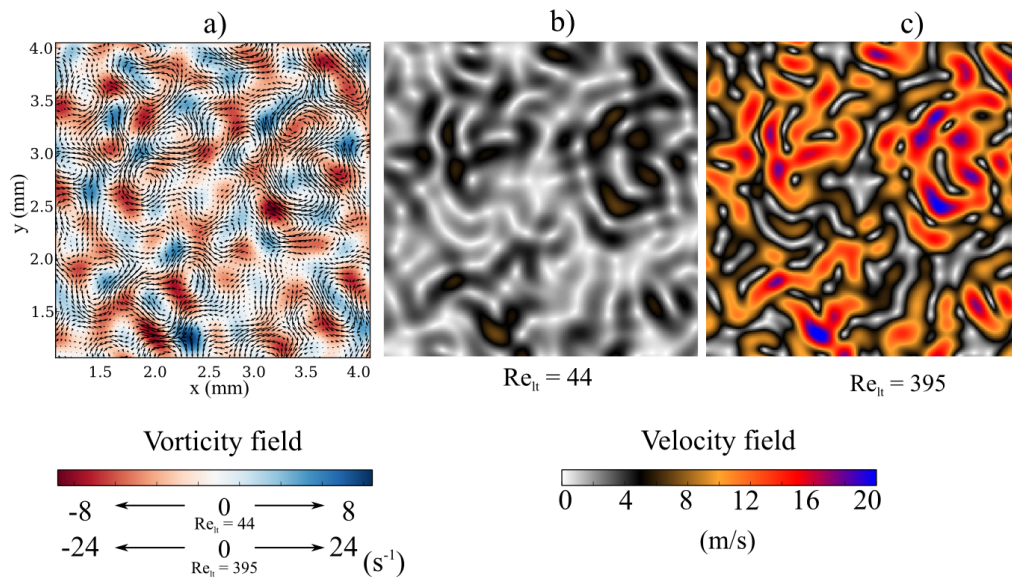 a)
b)
c)
4.0
3.5
3.0
2.5
2.0
1.5
y (mm)
1.5 2.0 2.5 3.0 3.5 4.0
x (mm)
Re_lt = 44
Re_lt = 395
Vorticity field
-8 0 8
Re_lt = 44
-24 0 24 (s⁻¹)
Re_lt = 395
Velocity field
0 4 8 12 16 20
(m/s)